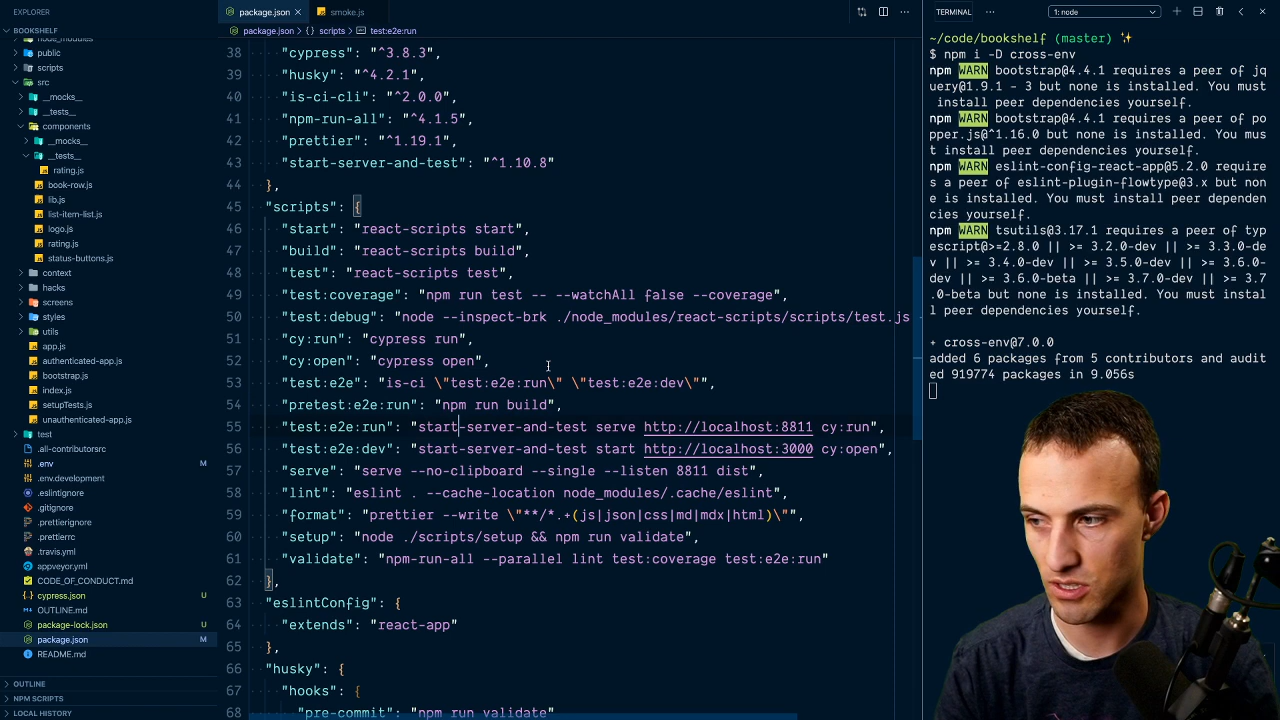 EXPLORER
BOOKSHELF
node_modules
public
scripts
src
__mocks__
__tests__
components
__mocks__
__tests__
rating.js
book-row.js
lib.js
list-item-list.js
logo.js
rating.js
status-buttons.js
context
hacks
screens
styles
utils
app.js
authenticated-app.js
bootstrap.js
index.js
setupTests.js
unauthenticated-app.js
test
.all-contributorsrc
.env M
.env.development
.eslintignore
.gitignore
.prettierignore
.prettierrc
.travis.yml
appveyor.yml
CODE_OF_CONDUCT.md
cypress.json U
OUTLINE.md
package-lock.json U
package.json M
README.md
OUTLINE
NPM SCRIPTS
LOCAL HISTORY
package.json × smoke.js
package.json › {} scripts › test:e2e:run
38 "cypress": "^3.8.3",
39 "husky": "^4.2.1",
40 "is-ci-cli": "^2.0.0",
41 "npm-run-all": "^4.1.5",
42 "prettier": "^1.19.1",
43 "start-server-and-test": "^1.10.8"
44 },
45 "scripts": {
46 "start": "react-scripts start",
47 "build": "react-scripts build",
48 "test": "react-scripts test",
49 "test:coverage": "npm run test -- --watchAll false --coverage",
50 "test:debug": "node --inspect-brk ./node_modules/react-scripts/scripts/test.js
51 "cy:run": "cypress run",
52 "cy:open": "cypress open",
53 "test:e2e": "is-ci \"test:e2e:run\" \"test:e2e:dev\"",
54 "pretest:e2e:run": "npm run build",
55 "test:e2e:run": "start-server-and-test serve http://localhost:8811 cy:run",
56 "test:e2e:dev": "start-server-and-test start http://localhost:3000 cy:open",
57 "serve": "serve --no-clipboard --single --listen 8811 dist",
58 "lint": "eslint . --cache-location node_modules/.cache/eslint",
59 "format": "prettier --write \"**/*.+(js|json|css|md|mdx|html)\"",
60 "setup": "node ./scripts/setup && npm run validate",
61 "validate": "npm-run-all --parallel lint test:coverage test:e2e:run"
62 },
63 "eslintConfig": {
64 "extends": "react-app"
65 },
66 "husky": {
67 "hooks": {
68 "pre-commit": "npm run validate"
TERMINAL ··· 1: node
~/code/bookshelf (master) ✨
$ npm i -D cross-env
npm WARN bootstrap@4.4.1 requires a peer of jq
uery@1.9.1 - 3 but none is installed. You must
install peer dependencies yourself.
npm WARN bootstrap@4.4.1 requires a peer of po
pper.js@^1.16.0 but none is installed. You mus
t install peer dependencies yourself.
npm WARN eslint-config-react-app@5.2.0 require
s a peer of eslint-plugin-flowtype@3.x but non
e is installed. You must install peer dependen
cies yourself.
npm WARN tsutils@3.17.1 requires a peer of typ
escript@>=2.8.0 || >= 3.2.0-dev || >= 3.3.0-de
v || >= 3.4.0-dev || >= 3.5.0-dev || >= 3.6.0-
dev || >= 3.6.0-beta || >= 3.7.0-dev || >= 3.7
.0-beta but none is installed. You must instal
l peer dependencies yourself.
+ cross-env@7.0.0
added 6 packages from 5 contributors and audit
ed 919774 packages in 9.056s